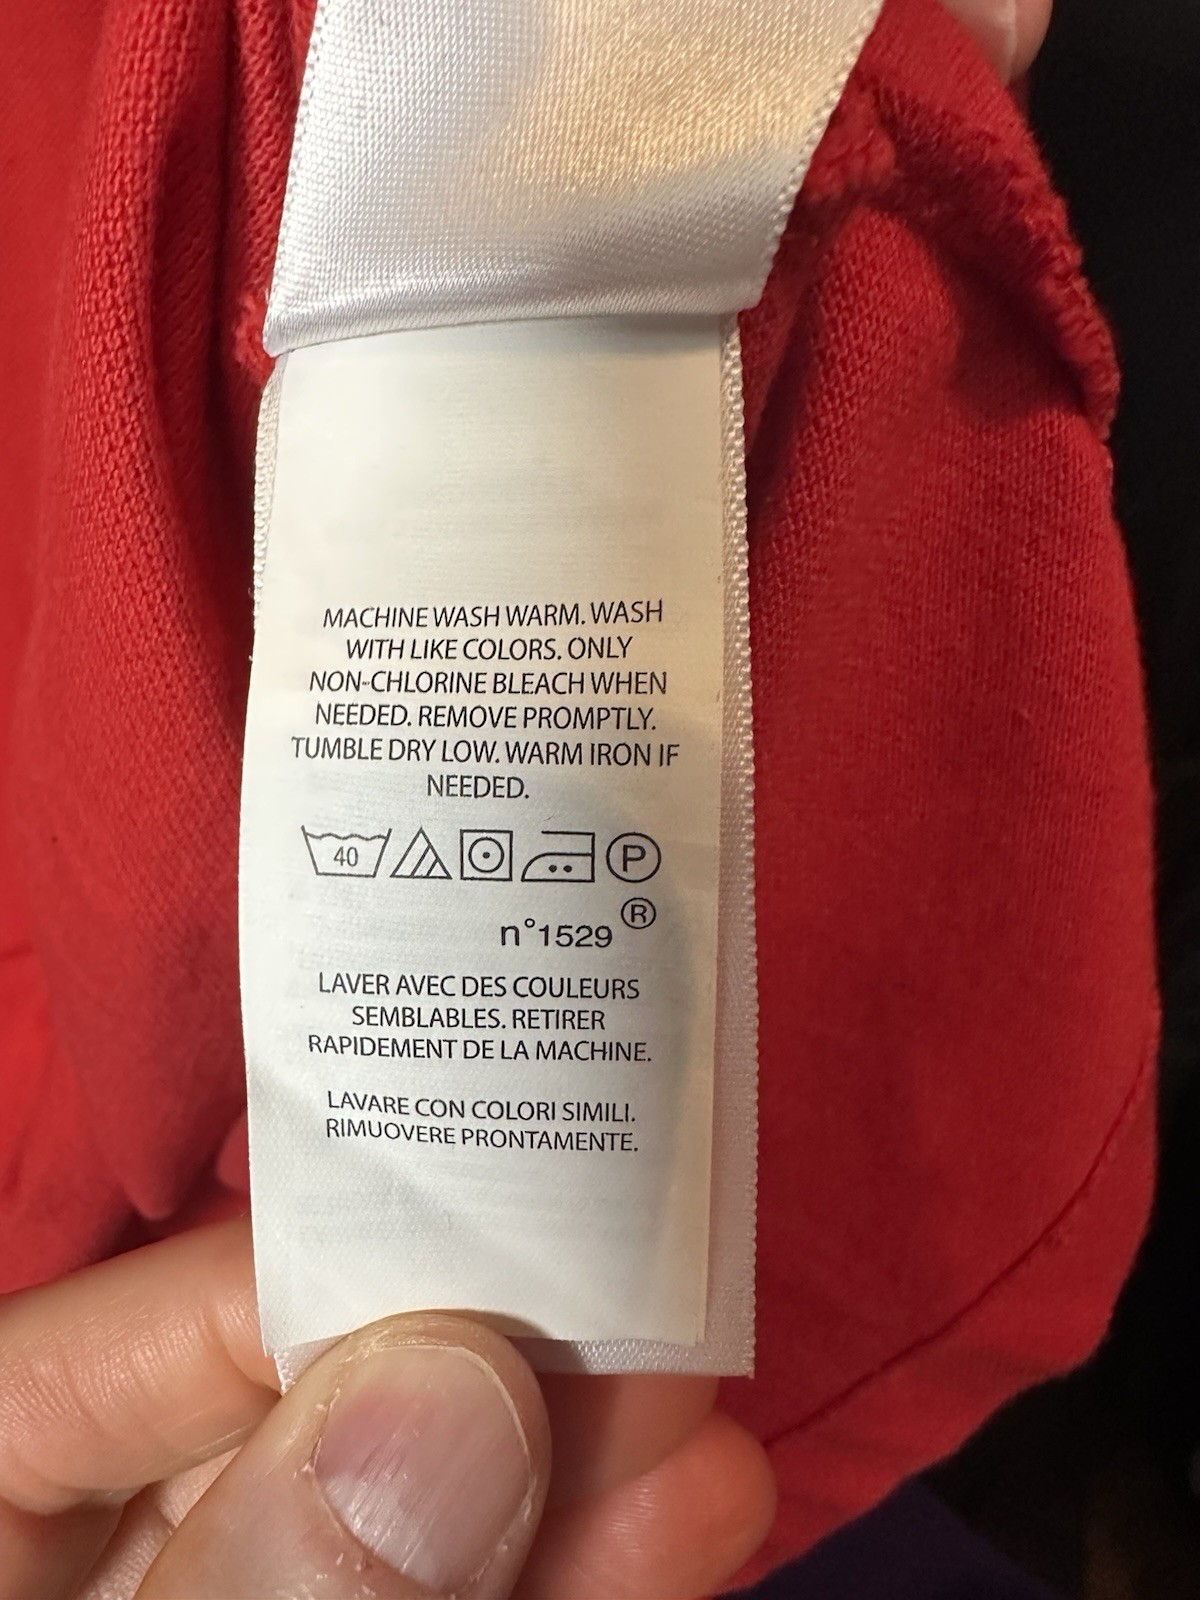 MACHINE WASH WARM. WASH
WITH LIKE COLORS. ONLY
NON-CHLORINE BLEACH WHEN
NEEDED. REMOVE PROMPTLY.
TUMBLE DRY LOW. WARM IRON IF
NEEDED.
40 P
n°1529 ®
LAVER AVEC DES COULEURS
SEMBLABLES. RETIRER
RAPIDEMENT DE LA MACHINE.
LAVARE CON COLORI SIMILI.
RIMUOVERE PRONTAMENTE.